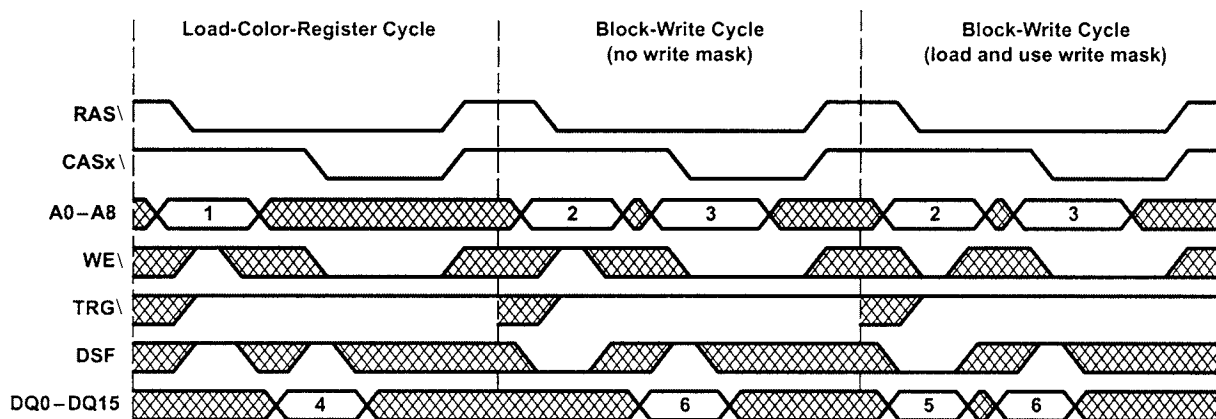 Load-Color-Register Cycle
Block-Write Cycle
(no write mask)
Block-Write Cycle
(load and use write mask)
RAS\
CASx\
A0–A8 1 2 3 2 3
WE\
TRG\
DSF
DQ0–DQ15 4 6 5 6